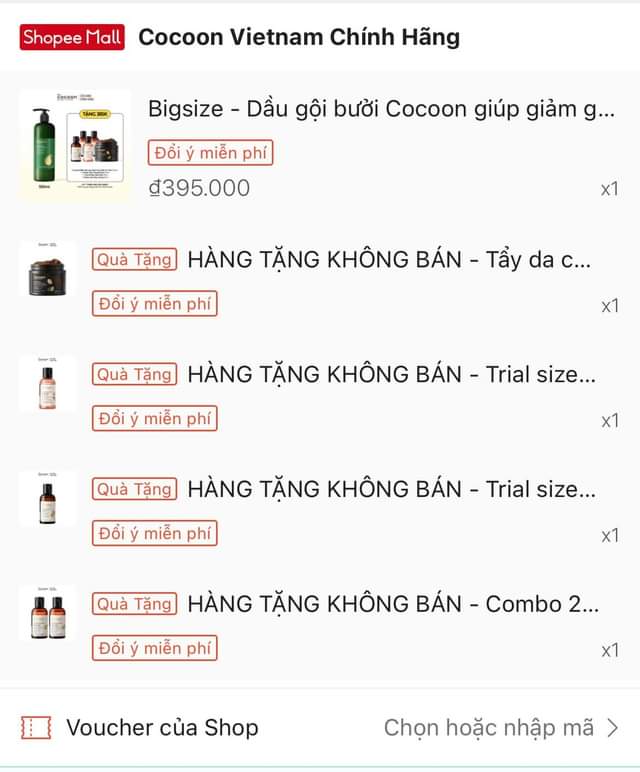 Shopee Mall Cocoon Vietnam Chính Hãng
Bigsize - Dầu gội bưởi Cocoon giúp giảm g...
Đổi ý miễn phí
đ395.000 x1
Quà Tặng HÀNG TẶNG KHÔNG BÁN - Tẩy da c...
Đổi ý miễn phí x1
Quà Tặng HÀNG TẶNG KHÔNG BÁN - Trial size...
Đổi ý miễn phí x1
Quà Tặng HÀNG TẶNG KHÔNG BÁN - Trial size...
Đổi ý miễn phí x1
Quà Tặng HÀNG TẶNG KHÔNG BÁN - Combo 2...
Đổi ý miễn phí x1
Voucher của Shop Chọn hoặc nhập mã